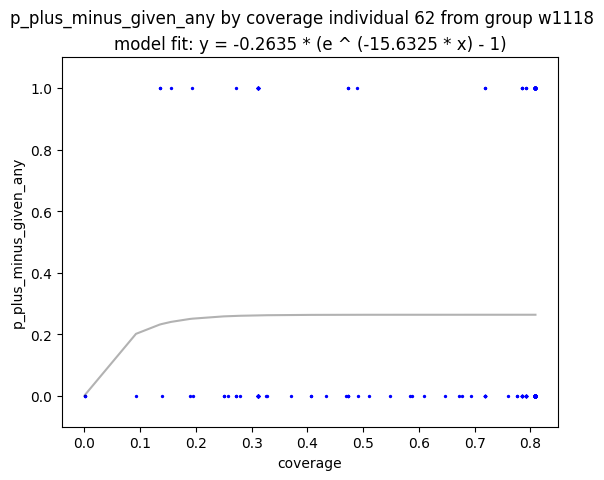 p_plus_minus_given_any by coverage individual 62 from group w1118
model fit: y = -0.2635 * (e ^ (-15.6325 * x) - 1)
1.0
0.8
0.6
0.4
0.2
0.0
p_plus_minus_given_any
0.0 0.1 0.2 0.3 0.4 0.5 0.6 0.7 0.8
coverage